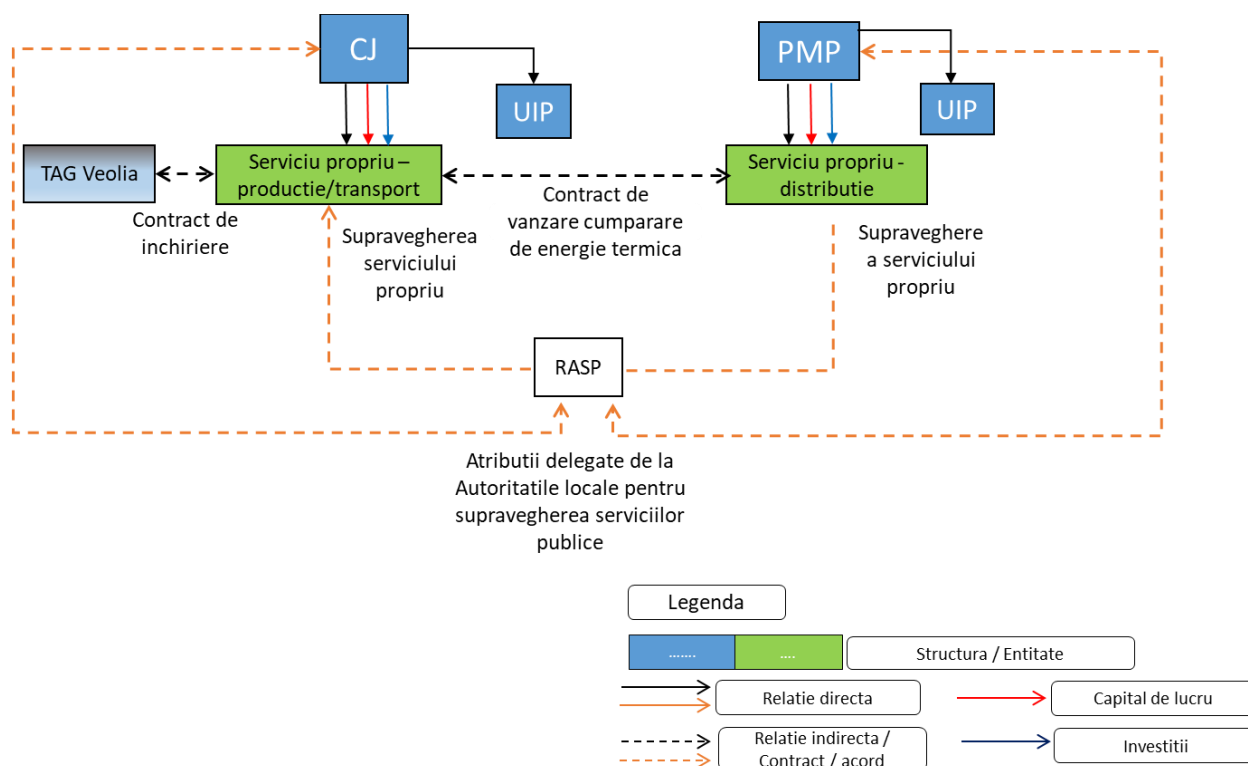 CJ
PMP
UIP
UIP
TAG Veolia
Serviciu propriu –
productie/transport
Serviciu propriu -
distributie
Contract de
inchiriere
Supravegherea
serviciului
propriu
Contract de
vanzare cumparare
de energie termica
Supraveghere
a serviciului
propriu
RASP
Atributii delegate de la
Autoritatile locale pentru
supravegherea serviciilor
publice
Legenda
.......
....
Structura / Entitate
Relatie directa
Capital de lucru
Relatie indirecta /
Contract / acord
Investitii